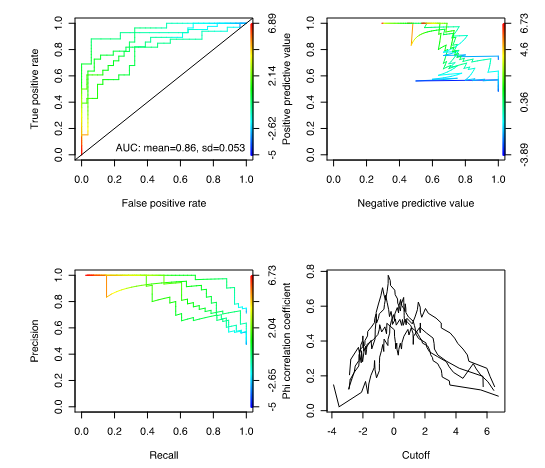 True positive rate
0.0 0.2 0.4 0.6 0.8 1.0
-5 -2.62 2.14 6.89
AUC: mean=0.86, sd=0.053
0.0 0.2 0.4 0.6 0.8 1.0
False positive rate
Positive predictive value
0.0 0.2 0.4 0.6 0.8 1.0
-3.89 0.36 4.6 6.73
0.0 0.2 0.4 0.6 0.8 1.0
Negative predictive value
Precision
0.0 0.2 0.4 0.6 0.8 1.0
-5 -2.65 2.04 6.73
0.0 0.2 0.4 0.6 0.8 1.0
Recall
Phi correlation coefficient
0.0 0.2 0.4 0.6 0.8
-4 -2 0 2 4 6
Cutoff